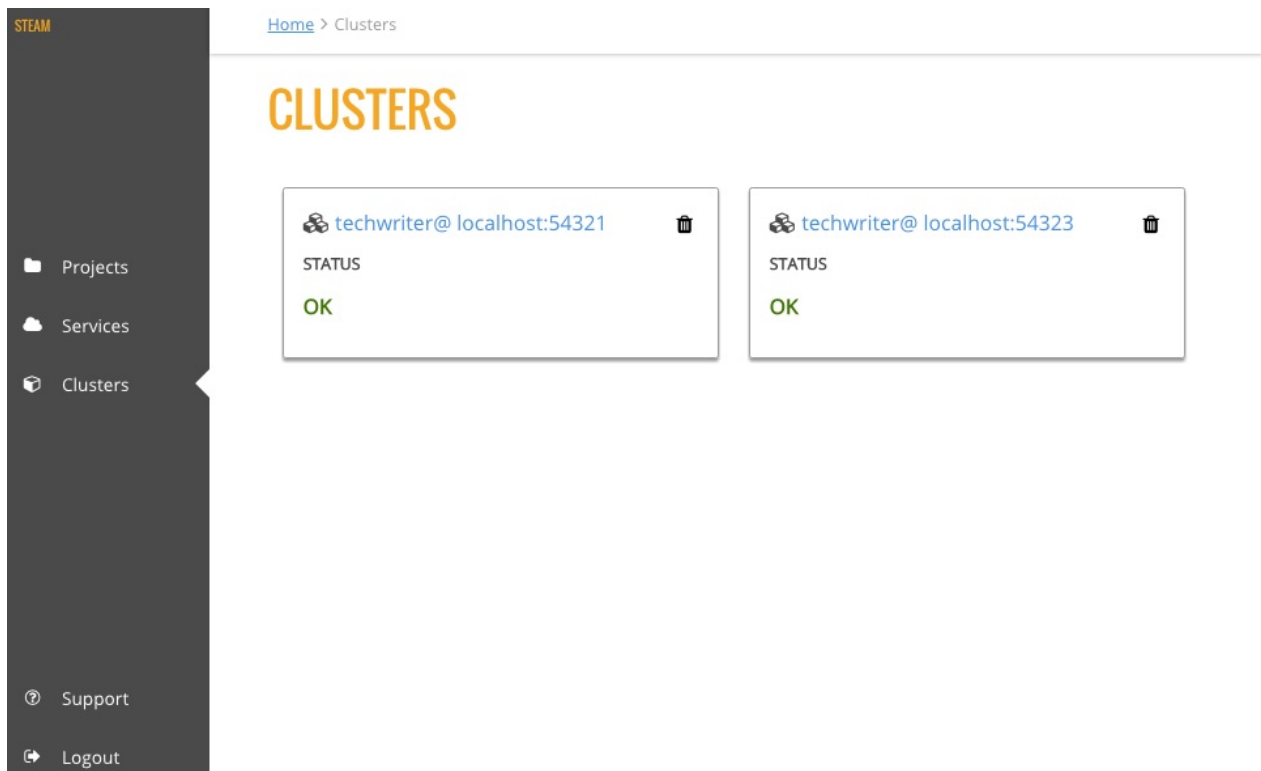 STEAM
Home > Clusters
CLUSTERS
techwriter@ localhost:54321
STATUS
OK
techwriter@ localhost:54323
STATUS
OK
Projects
Services
Clusters
Support
Logout